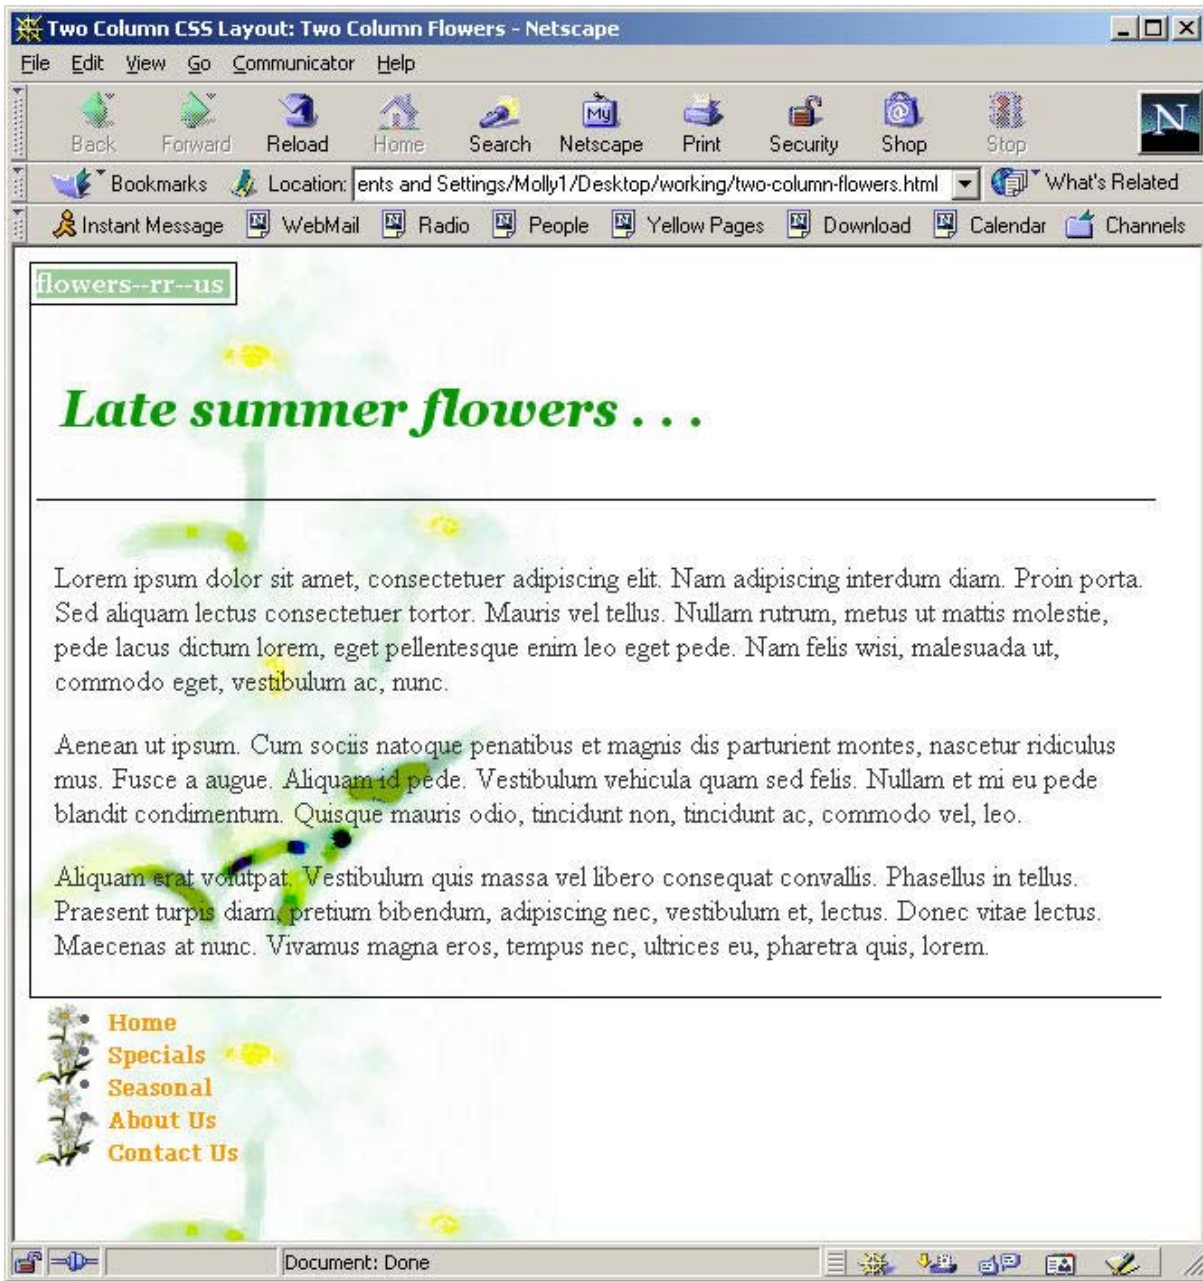 Two Column CSS Layout: Two Column Flowers - Netscape
File Edit View Go Communicator Help
Back Forward Reload Home Search My Netscape Print Security Shop Stop N
Bookmarks Location: ents and Settings/Molly1/Desktop/working/two-column-flowers.html What's Related
Instant Message WebMail Radio People Yellow Pages Download Calendar Channels
flowers--rr--us
Late summer flowers . . .
Lorem ipsum dolor sit amet, consectetuer adipiscing elit. Nam adipiscing interdum diam. Proin porta.
Sed aliquam lectus consectetuer tortor. Mauris vel tellus. Nullam rutrum, metus ut mattis molestie,
pede lacus dictum lorem, eget pellentesque enim leo eget pede. Nam felis wisi, malesuada ut,
commodo eget, vestibulum ac, nunc.
Aenean ut ipsum. Cum sociis natoque penatibus et magnis dis parturient montes, nascetur ridiculus
mus. Fusce a augue. Aliquam id pede. Vestibulum vehicula quam sed felis. Nullam et mi eu pede
blandit condimentum. Quisque mauris odio, tincidunt non, tincidunt ac, commodo vel, leo.
Aliquam erat volutpat. Vestibulum quis massa vel libero consequat convallis. Phasellus in tellus.
Praesent turpis diam, pretium bibendum, adipiscing nec, vestibulum et, lectus. Donec vitae lectus.
Maecenas at nunc. Vivamus magna eros, tempus nec, ultrices eu, pharetra quis, lorem.
Home
Specials
Seasonal
About Us
Contact Us
Document: Done